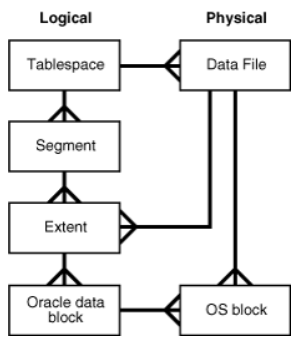 Logical
Physical
Tablespace
Data File
Segment
Extent
Oracle data
block
OS block